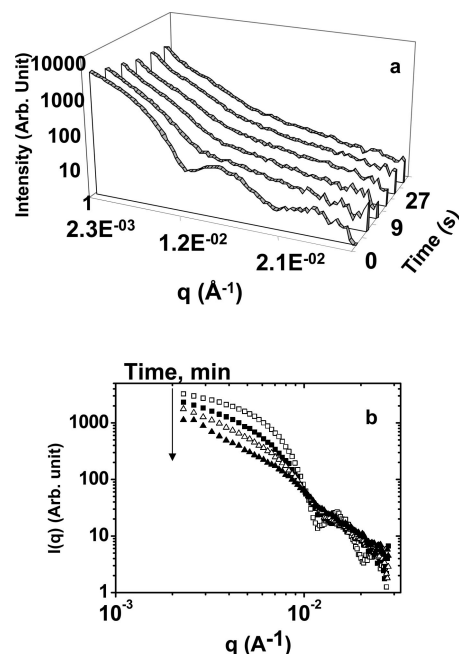 a
10000
1000
100
10
1
Intensity (Arb. Unit)
2.3E-03
1.2E-02
2.1E-02
q (Å-1)
0
9
27
Time (s)
Time, min
b
1000
100
10
1
I(q) (Arb. unit)
10-3
10-2
q (A-1)